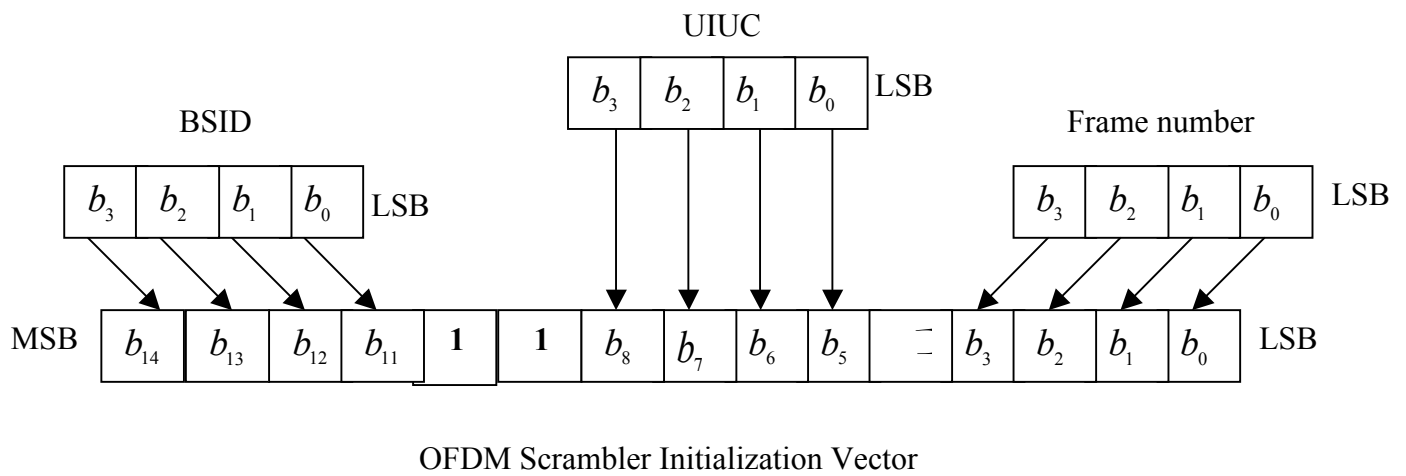 UIUC
b₃ b₂ b₁ b₀ LSB
BSID
b₃ b₂ b₁ b₀ LSB
Frame number
b₃ b₂ b₁ b₀ LSB
MSB b₁₄ b₁₃ b₁₂ b₁₁ 1 1 b₈ b₇ b₆ b₅ b₃ b₂ b₁ b₀ LSB
OFDM Scrambler Initialization Vector